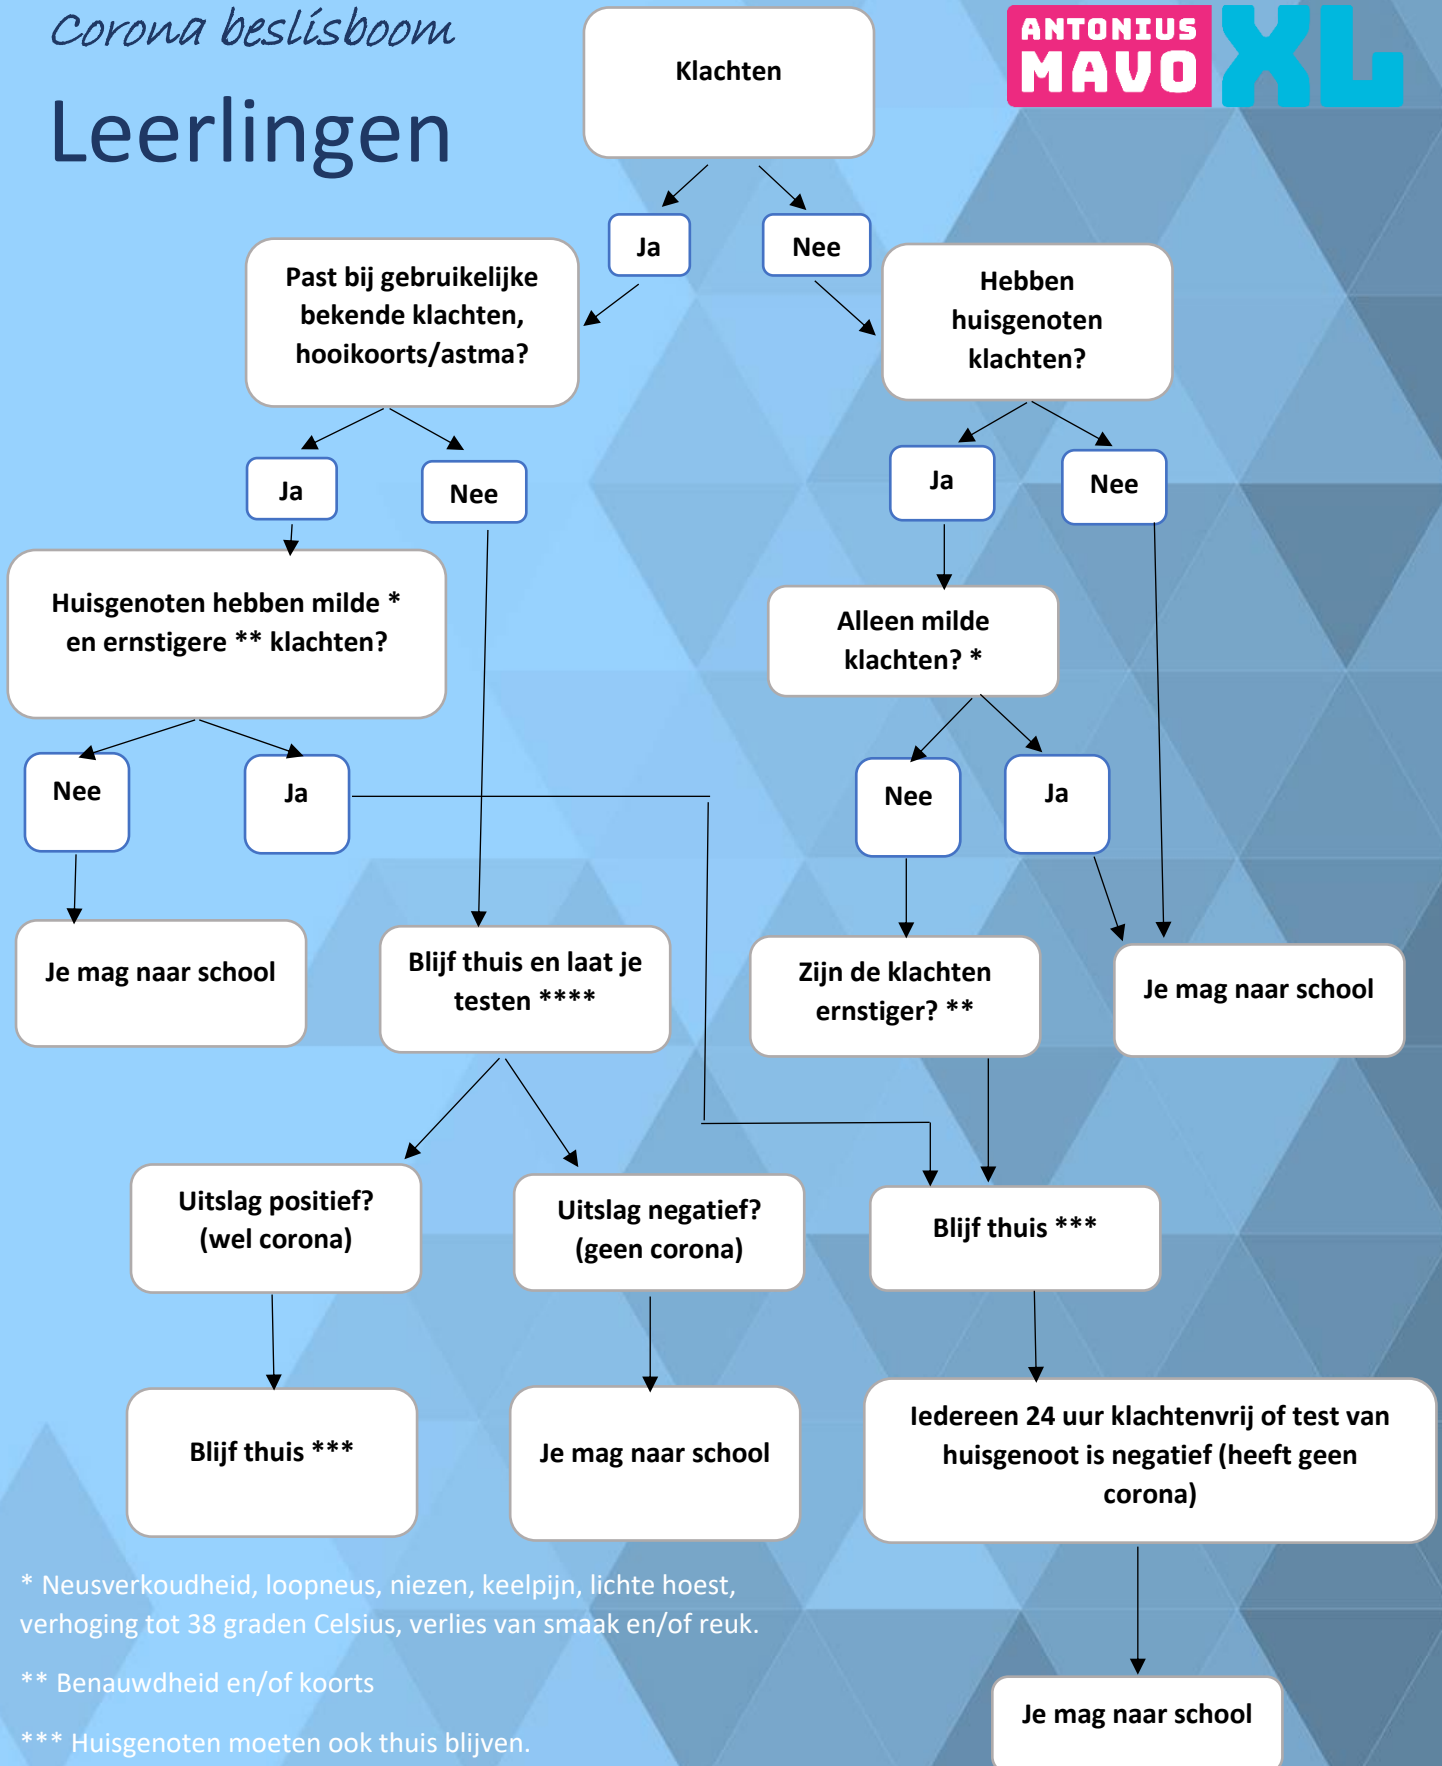 Corona beslisboom
Leerlingen
ANTONIUS
MAVO XL
Klachten
Ja
Nee
Past bij gebruikelijke
bekende klachten,
hooikoorts/astma?
Hebben
huisgenoten
klachten?
Ja
Nee
Ja
Nee
Huisgenoten hebben milde *
en ernstigere ** klachten?
Alleen milde
klachten? *
Nee
Ja
Nee
Ja
Je mag naar school
Blijf thuis en laat je
testen ****
Zijn de klachten
ernstiger? **
Je mag naar school
Uitslag positief?
(wel corona)
Uitslag negatief?
(geen corona)
Blijf thuis ***
Blijf thuis ***
Je mag naar school
Iedereen 24 uur klachtenvrij of test van
huisgenoot is negatief (heeft geen
corona)
Je mag naar school
* Neusverkoudheid, loopneus, niezen, keelpijn, lichte hoest,
verhoging tot 38 graden Celsius, verlies van smaak en/of reuk.
** Benauwdheid en/of koorts
*** Huisgenoten moeten ook thuis blijven.